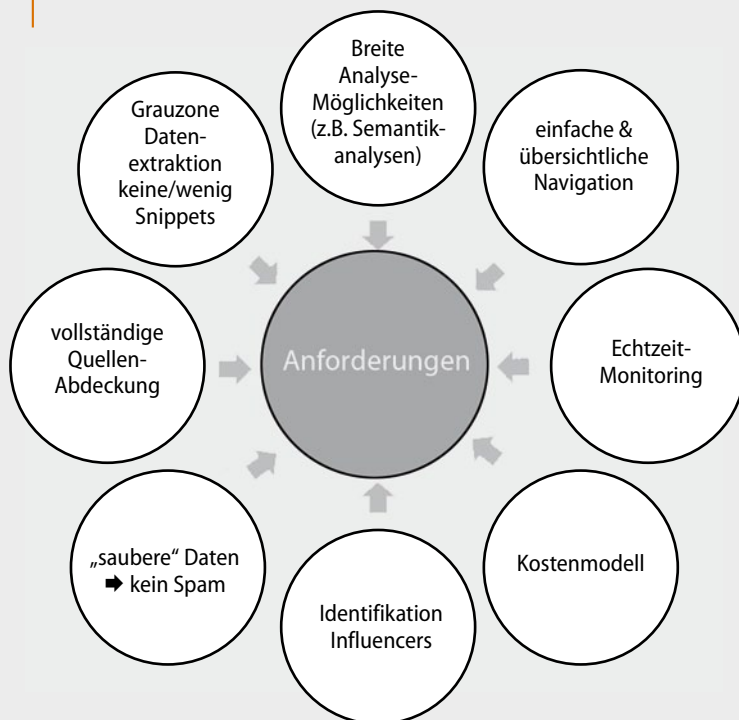 Breite
Analyse-
Möglichkeiten
(z.B. Semantik-
analysen)
Grauzone
Daten-
extraktion
keine/wenig
Snippets
einfache &
übersichtliche
Navigation
vollständige
Quellen-
Abdeckung
Anforderungen
Echtzeit-
Monitoring
„saubere“ Daten
➡ kein Spam
Identifikation
Influencers
Kostenmodell